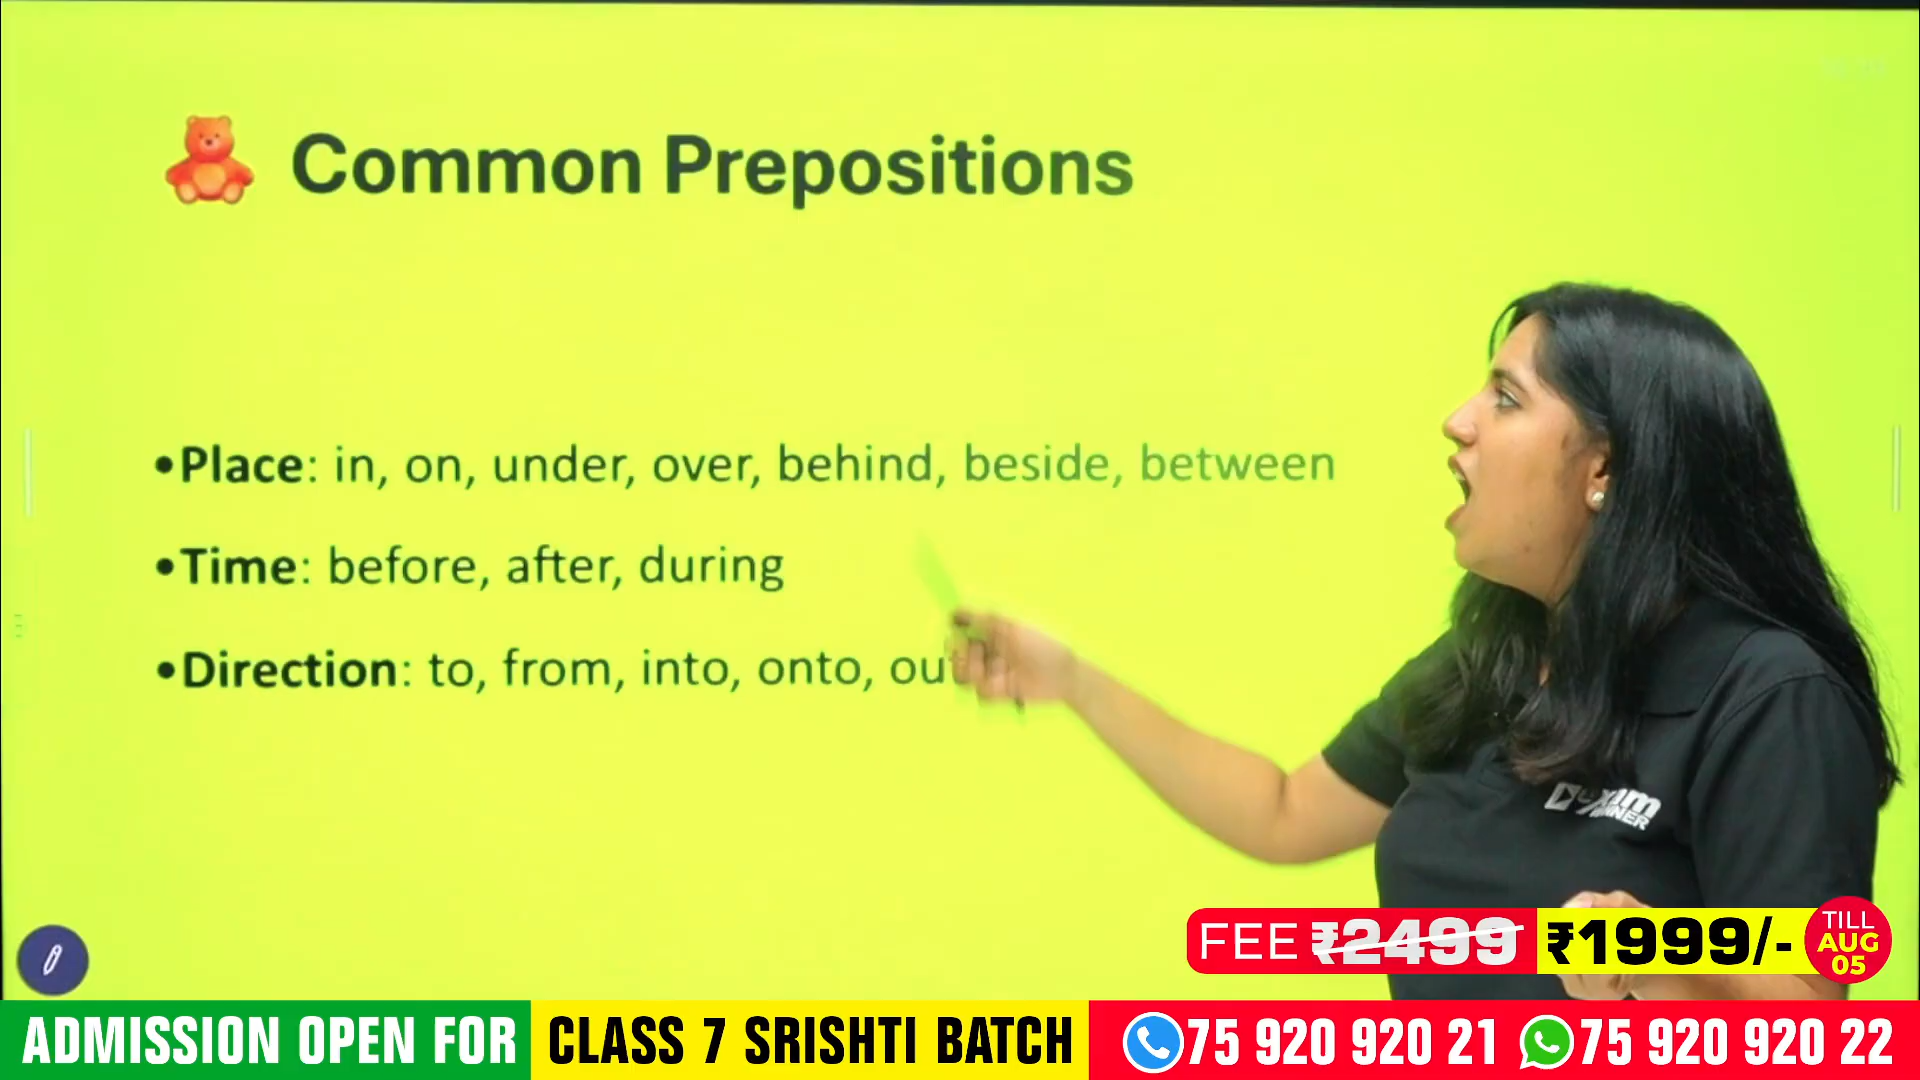 Common Prepositions
•Place: in, on, under, over, behind, beside, between
•Time: before, after, during
•Direction: to, from, into, onto,
FEE ₹2499 ₹1999/-
TILL
AUG
05
ADMISSION OPEN FOR CLASS 7 SRISHTI BATCH 75 920 920 21 75 920 920 22